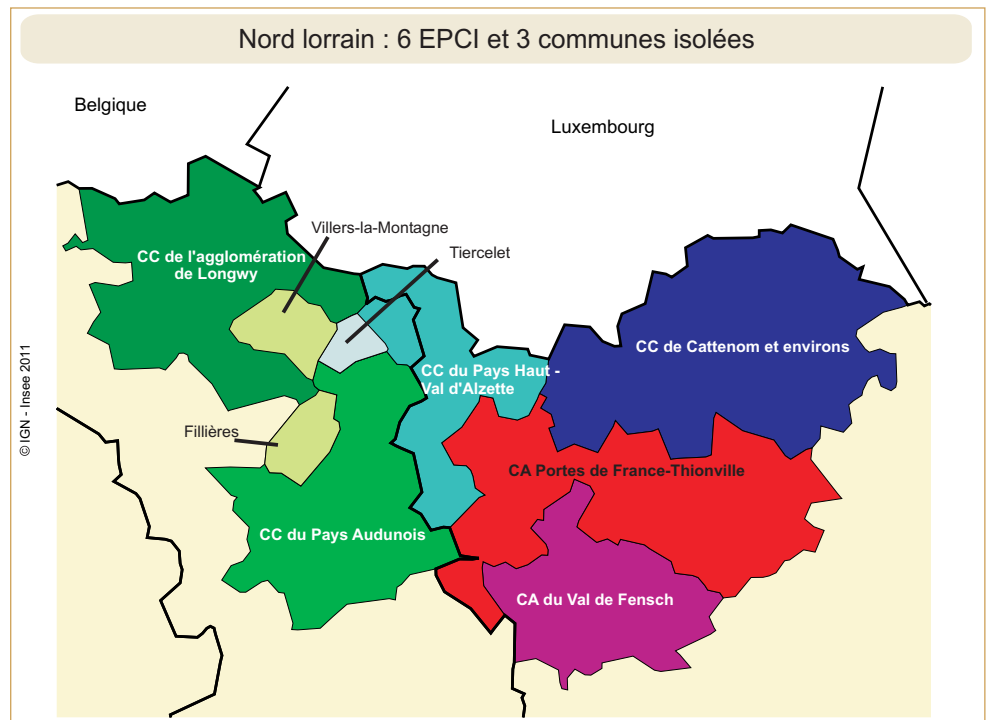 Nord lorrain : 6 EPCI et 3 communes isolées
Belgique
Luxembourg
Villers-la-Montagne
Tiercelet
CC de l'agglomération
de Longwy
CC de Cattenom et environs
CC du Pays Haut -
Val d'Alzette
Fillières
CA Portes de France-Thionville
CC du Pays Audunois
CA du Val de Fensch
© IGN - Insee 2011